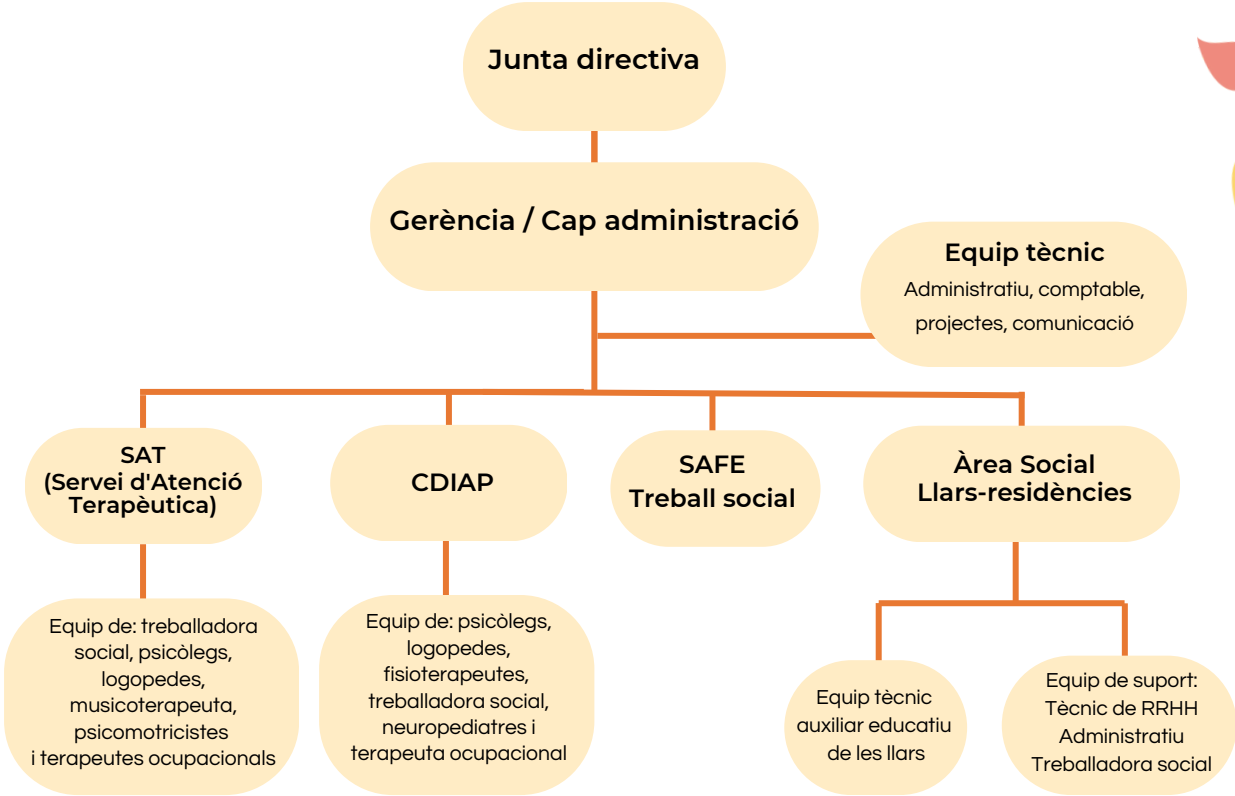 Junta directiva
Gerència / Cap administració
Equip tècnic
Administratiu, comptable,
projectes, comunicació
SAT
(Servei d'Atenció
Terapèutica)
CDIAP
SAFE
Treball social
Àrea Social
Llars-residències
Equip de: treballadora
social, psicòlegs,
logopedes,
musicoterapeuta,
psicomotricistes
i terapeutes ocupacionals
Equip de: psicòlegs,
logopedes,
fisioterapeutes,
treballadora social,
neuropediatres i
terapeuta ocupacional
Equip tècnic
auxiliar educatiu
de les llars
Equip de suport:
Tècnic de RRHH
Administratiu
Treballadora social